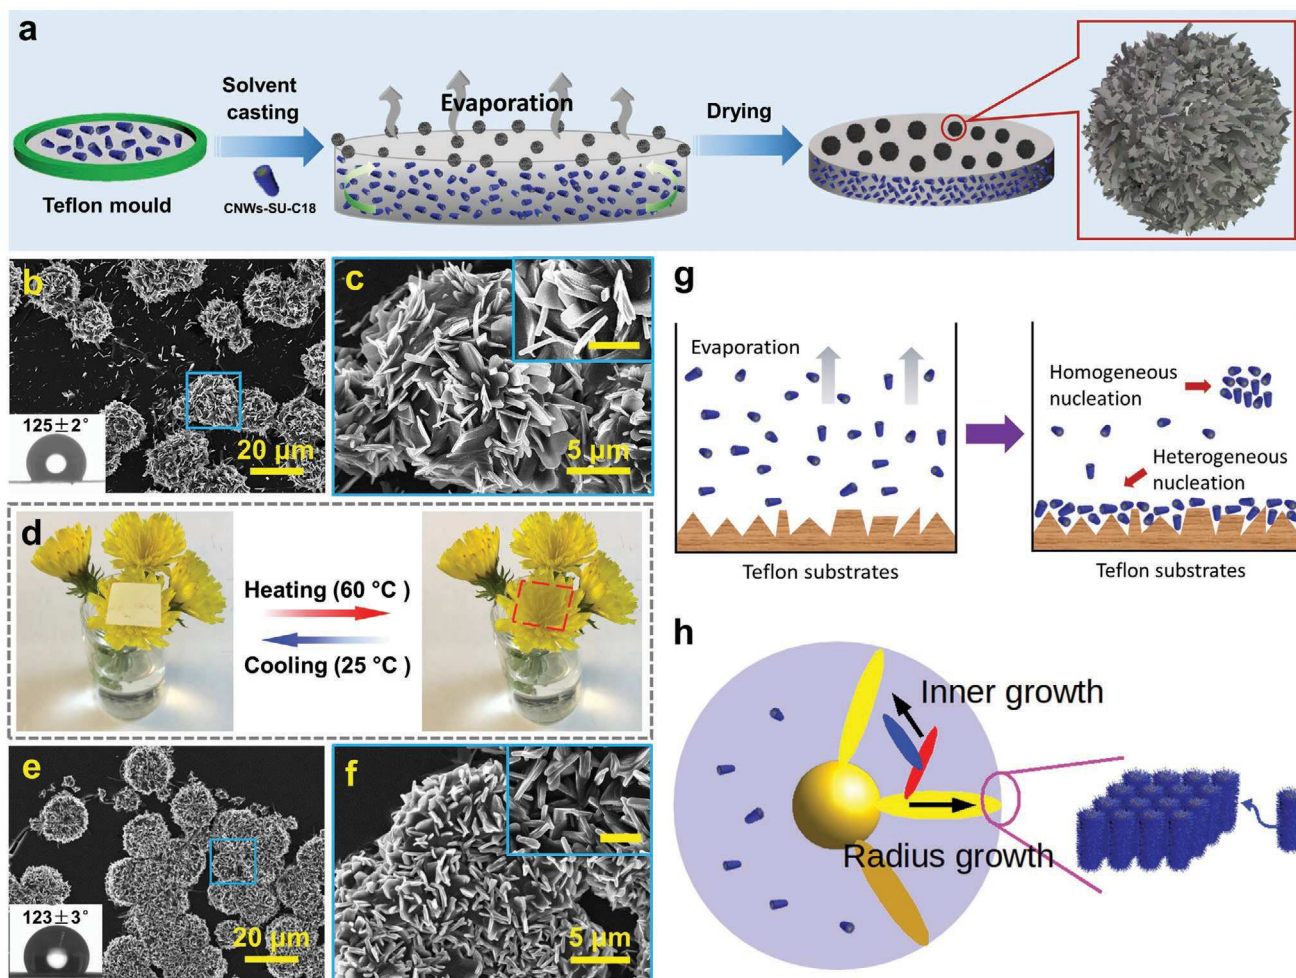 a
Solvent
casting
Evaporation
Drying
Teflon mould
CNWs-SU-C18
b
125±2°
20 μm
c
5 μm
d
Heating (60 °C )
Cooling (25 °C )
e
123±3°
20 μm
f
5 μm
g
Evaporation
Homogeneous
nucleation
Heterogeneous
nucleation
Teflon substrates
Teflon substrates
h
Inner growth
Radius growth